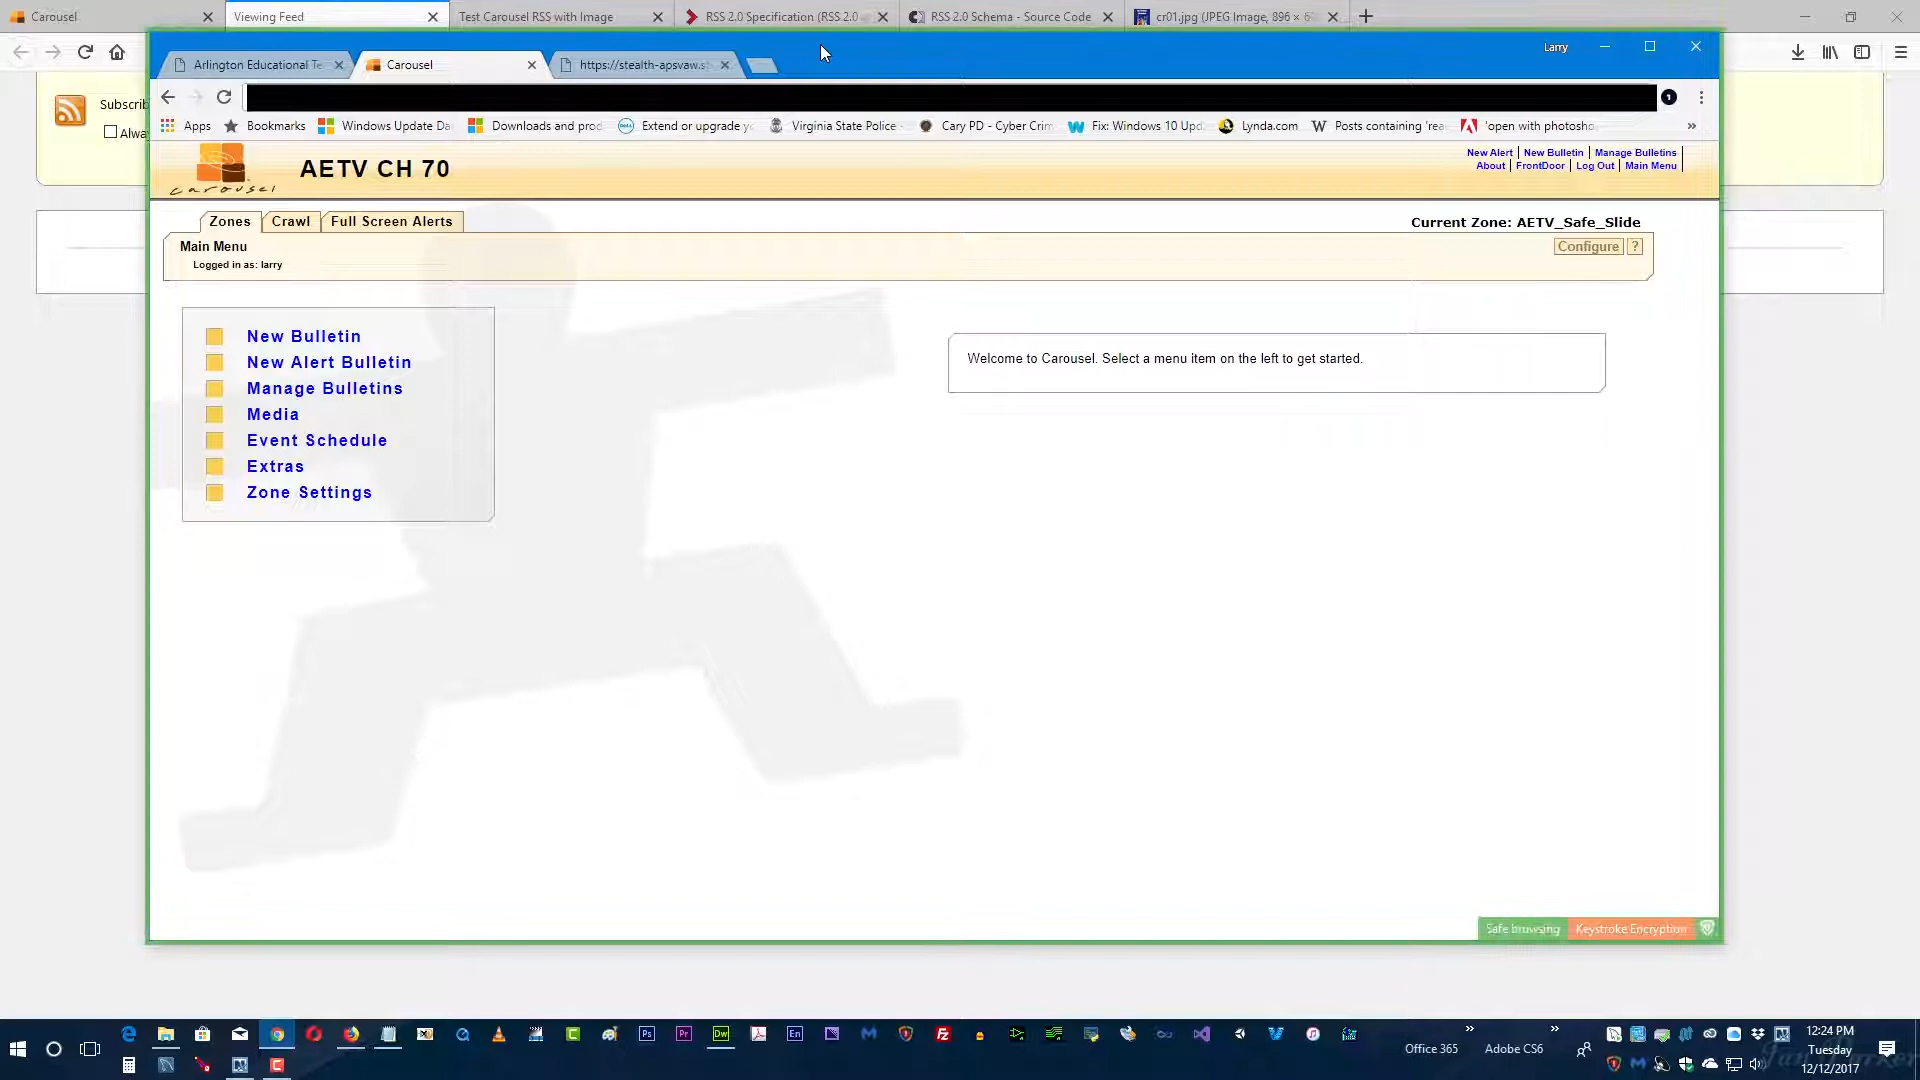 Carousel
Viewing Feed
Test Carousel RSS with Image
RSS 2.0 Specification (RSS 2.0
RSS 2.0 Schema - Source Code
cr01.jpg (JPEG Image, 896 ×
Larry
Arlington Educational Te
Carousel
https://stealth-apsvaw.s
Subscrib
Alwa
Apps
Bookmarks
Windows Update Da
Downloads and prod
Extend or upgrade y
Virginia State Police
Cary PD - Cyber Crim
Fix: Windows 10 Upd
Lynda.com
Posts containing 'rea
'open with photosho
carousel
AETV CH 70
New Alert | New Bulletin | Manage Bulletins
About | FrontDoor | Log Out | Main Menu
Zones
Crawl
Full Screen Alerts
Current Zone: AETV_Safe_Slide
Main Menu
Configure
?
Logged in as: larry
New Bulletin
New Alert Bulletin
Manage Bulletins
Media
Event Schedule
Extras
Zone Settings
Welcome to Carousel. Select a menu item on the left to get started.
Safe browsing
Keystroke Encryption
Office 365
Adobe CS6
12:24 PM
Tuesday
12/12/2017